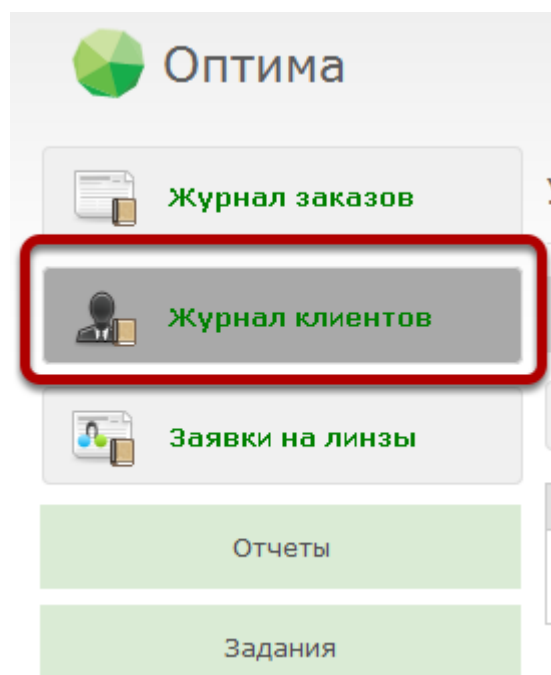 Оптима
Журнал заказов
Журнал клиентов
Заявки на линзы
Отчеты
Задания